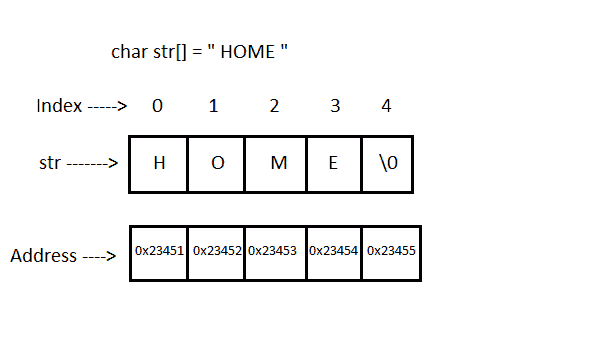 char str[] = " HOME "
Index -----> 0 1 2 3 4
str -------> H O M E \0
Address ----> 0x23451 0x23452 0x23453 0x23454 0x23455